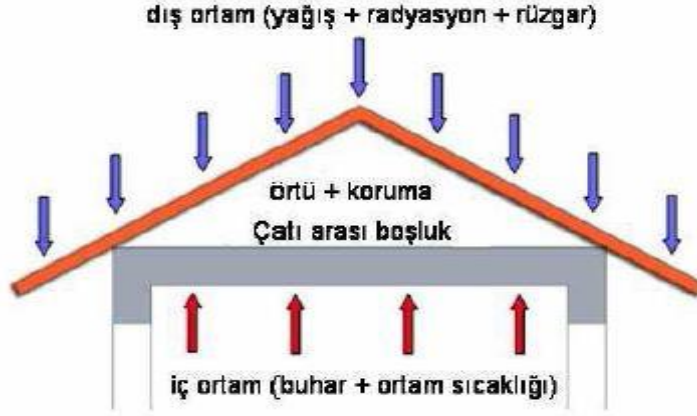 dış ortam (yağış + radyasyon + rüzgar)
örtü + koruma
Çatı arası boşluk
iç ortam (buhar + ortam sıcaklığı)